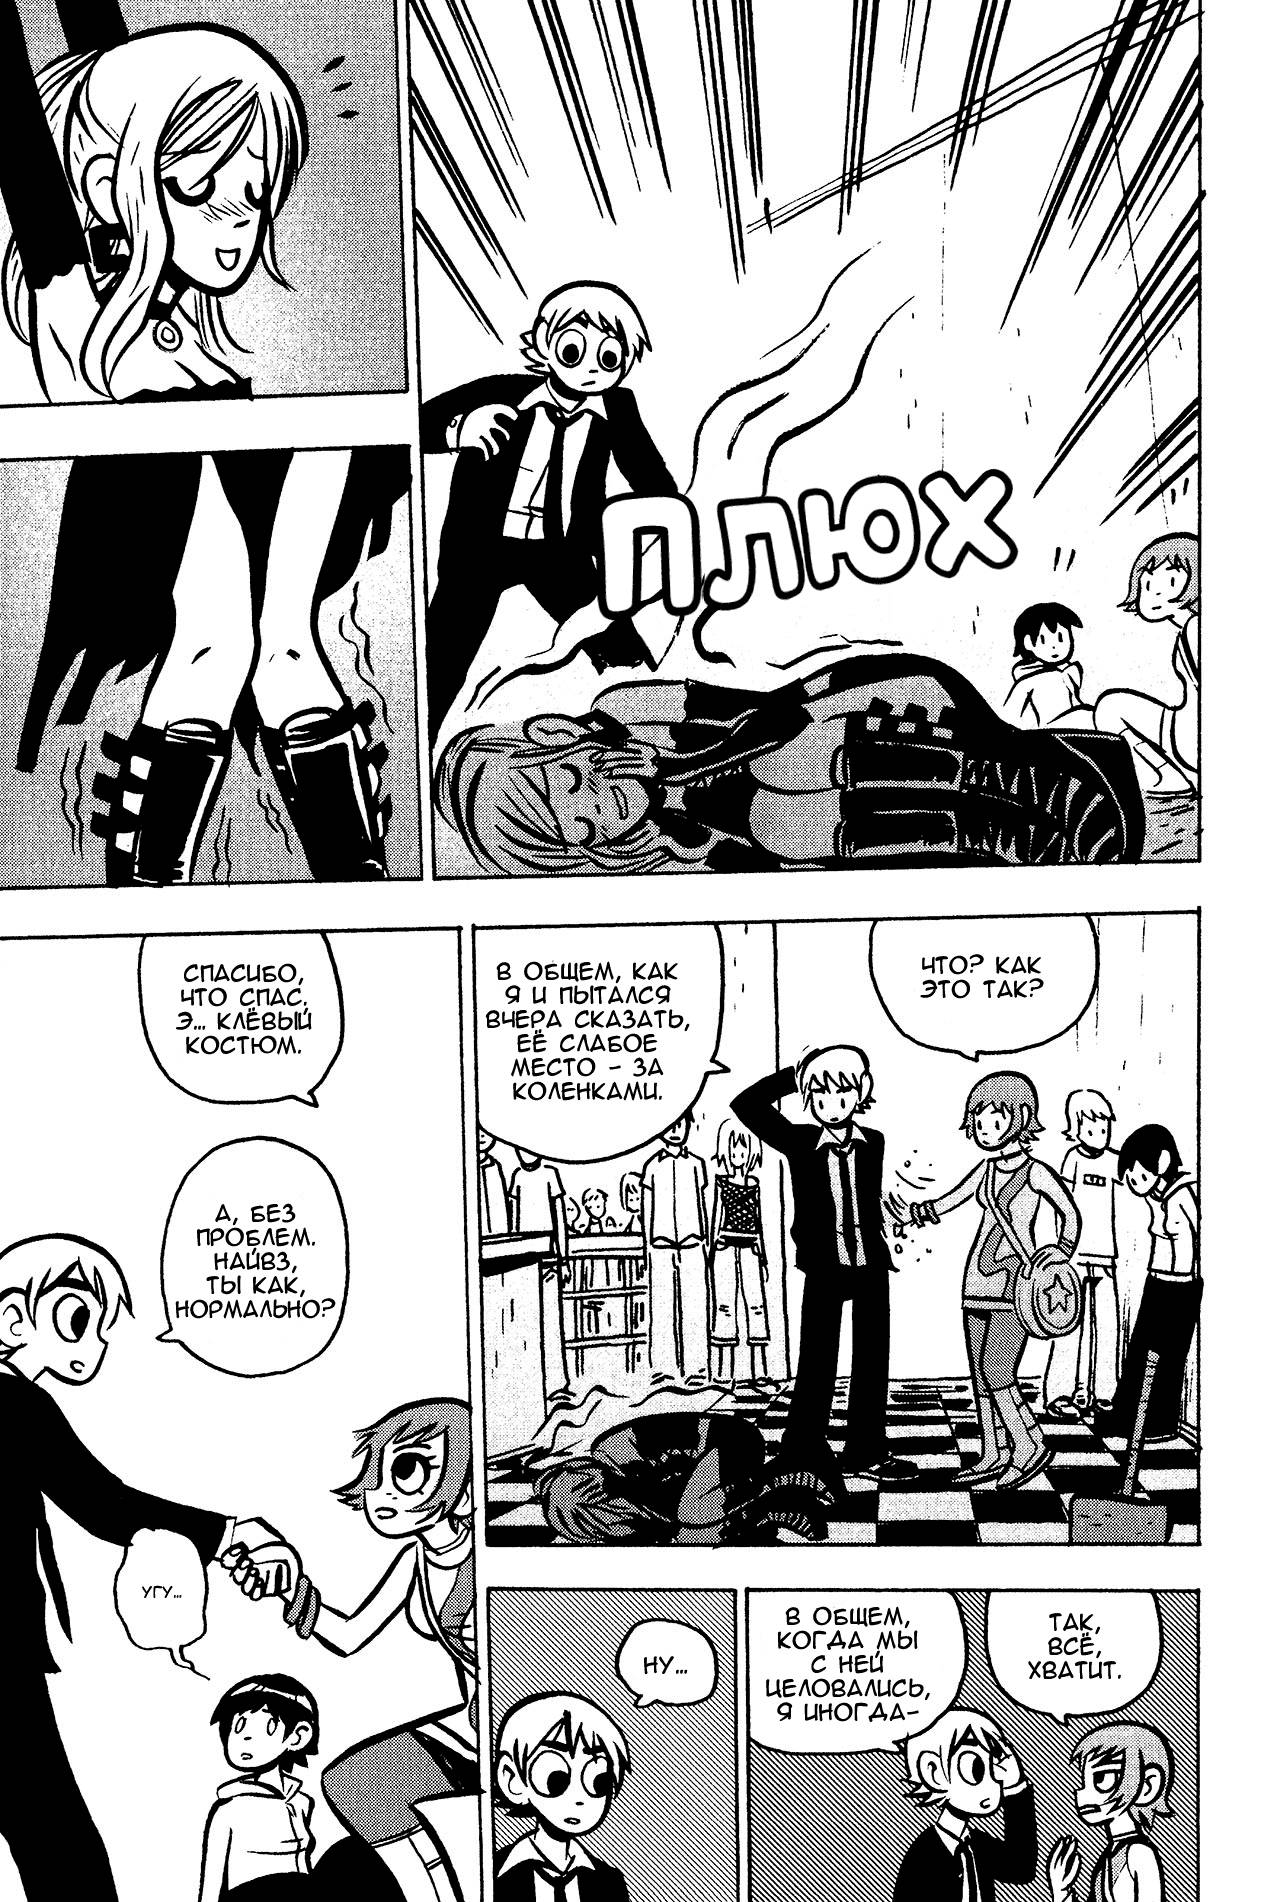 ПЛЮХ
СПАСИБО,
ЧТО СПАС,
Э... КЛЁВЫЙ
КОСТЮМ.
А, БЕЗ
ПРОБЛЕМ.
НАЙВЗ,
ТЫ КАК,
НОРМАЛЬНО?
УГУ...
В ОБЩЕМ, КАК
Я И ПЫТАЛСЯ
ВЧЕРА СКАЗАТЬ,
ЕЁ СЛАБОЕ
МЕСТО - ЗА
КОЛЕНКАМИ.
ЧТО? КАК
ЭТО ТАК?
НУ...
В ОБЩЕМ,
КОГДА МЫ
С НЕЙ
ЦЕЛОВАЛИСЬ,
Я ИНОГДА-
ТАК,
ВСЁ,
ХВАТИТ.